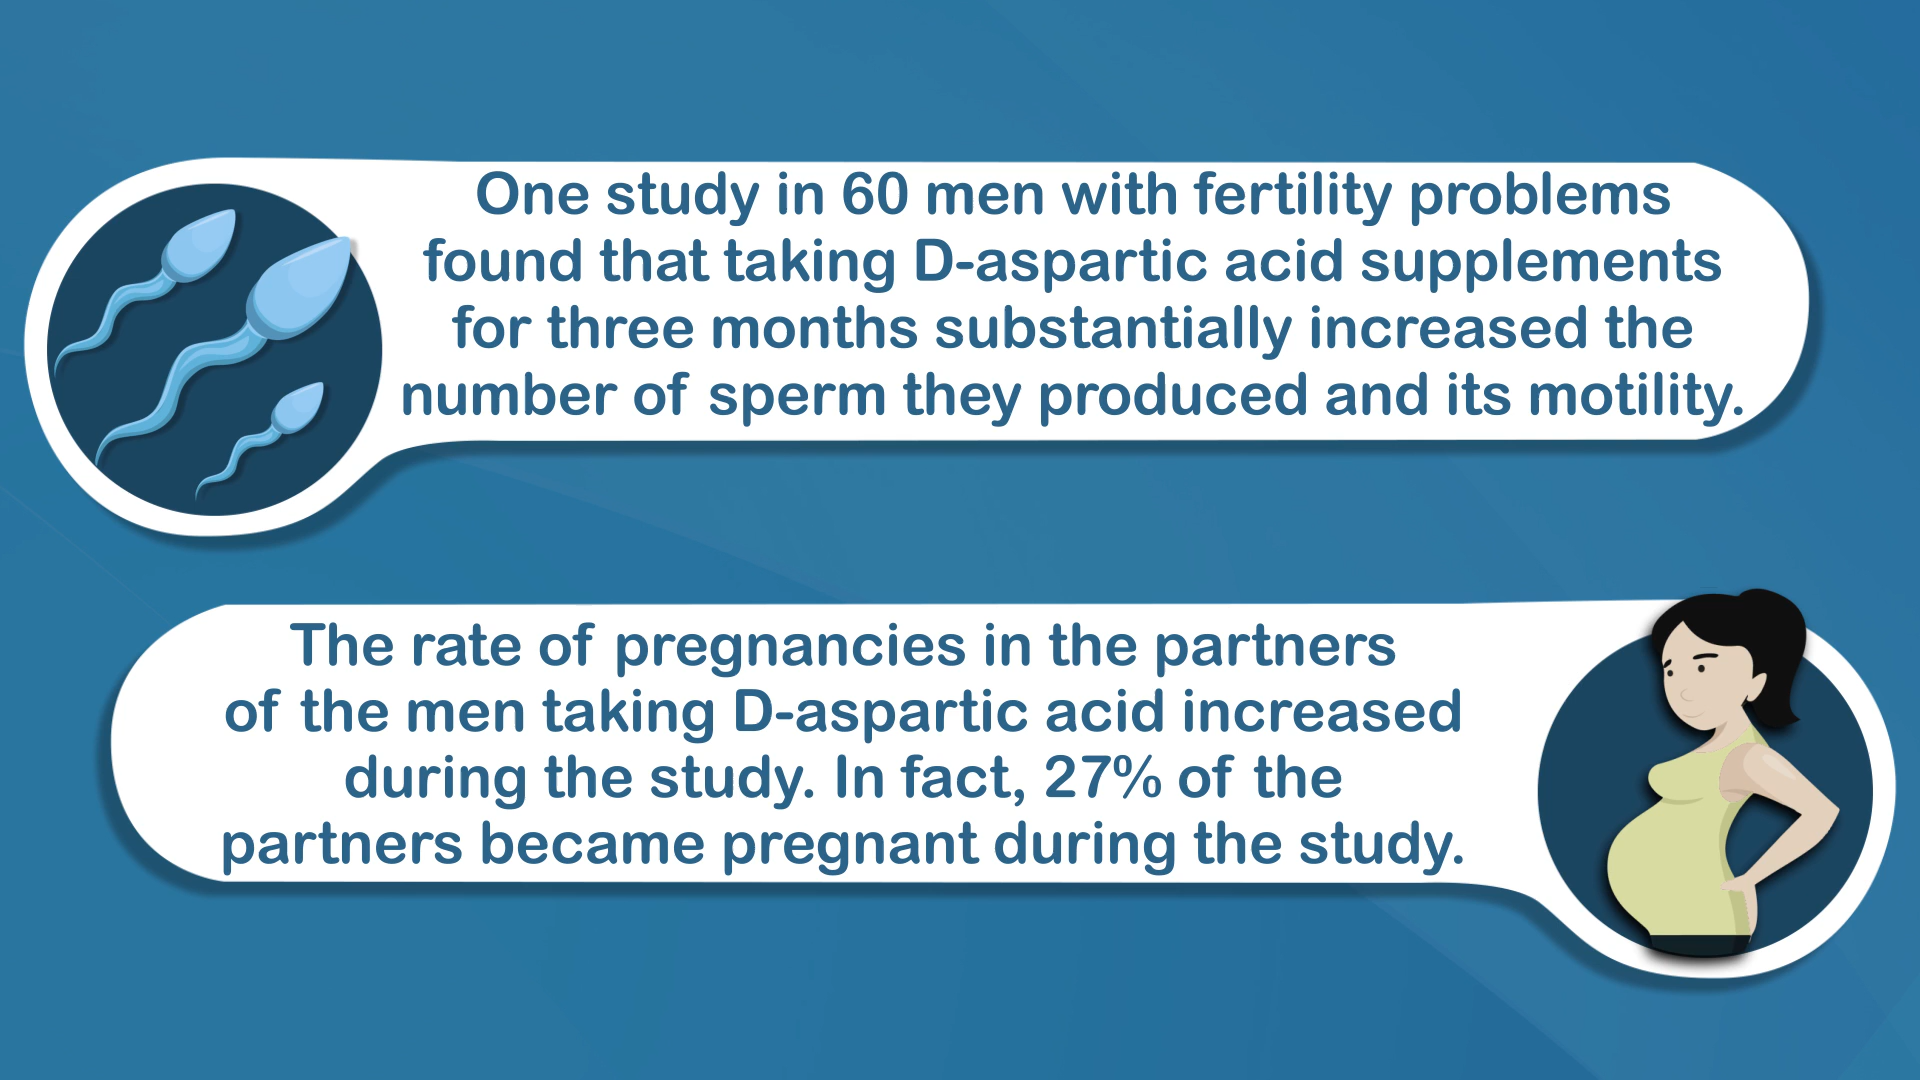 One study in 60 men with fertility problems
found that taking D-aspartic acid supplements
for three months substantially increased the
number of sperm they produced and its motility.
The rate of pregnancies in the partners
of the men taking D-aspartic acid increased
during the study. In fact, 27% of the
partners became pregnant during the study.